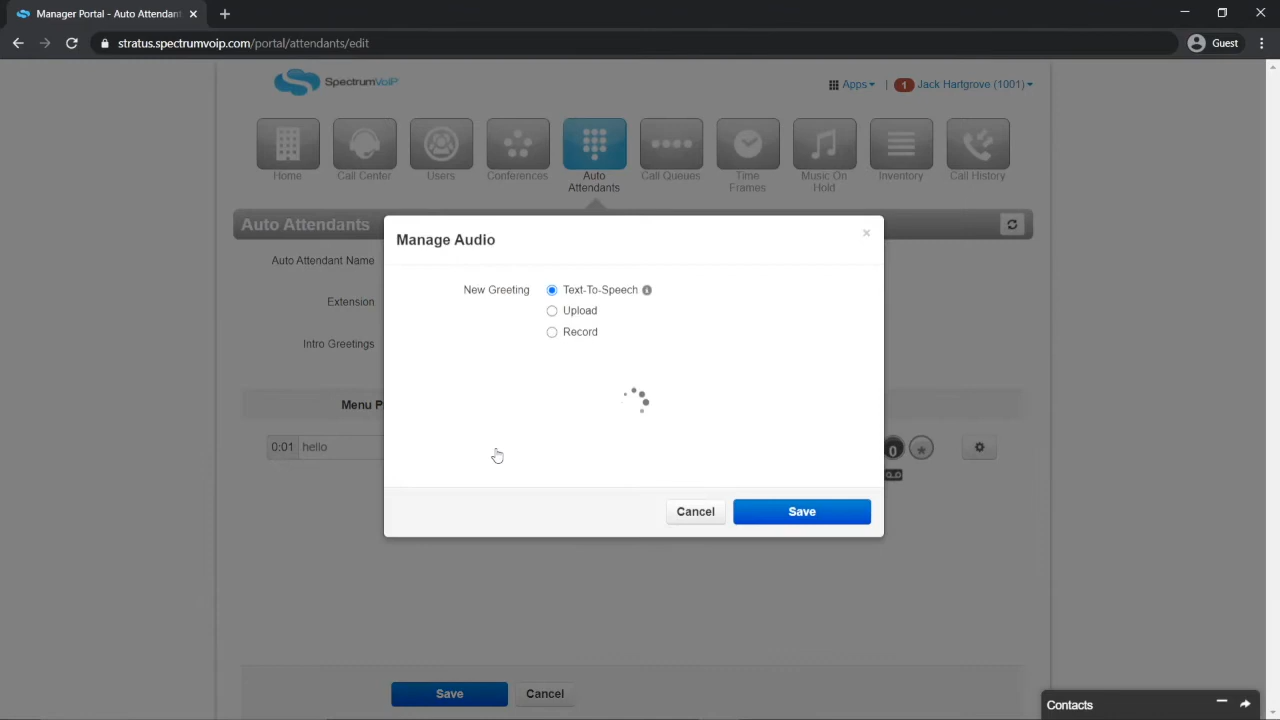 Manager Portal - Auto Attendant
stratus.spectrumvoip.com/portal/attendants/edit
Guest
SpectrumVoIP
Apps
1
Jack Hartgrove (1001)
Home
Call Center
Users
Conferences
Auto
Attendants
Call Queues
Time
Frames
Music On
Hold
Inventory
Call History
Auto Attendants
Auto Attendant Name
Extension
Intro Greetings
Menu P
0:01 hello
0
*
Manage Audio
×
New Greeting
Text-To-Speech
Upload
Record
Cancel
Save
Save
Cancel
Contacts